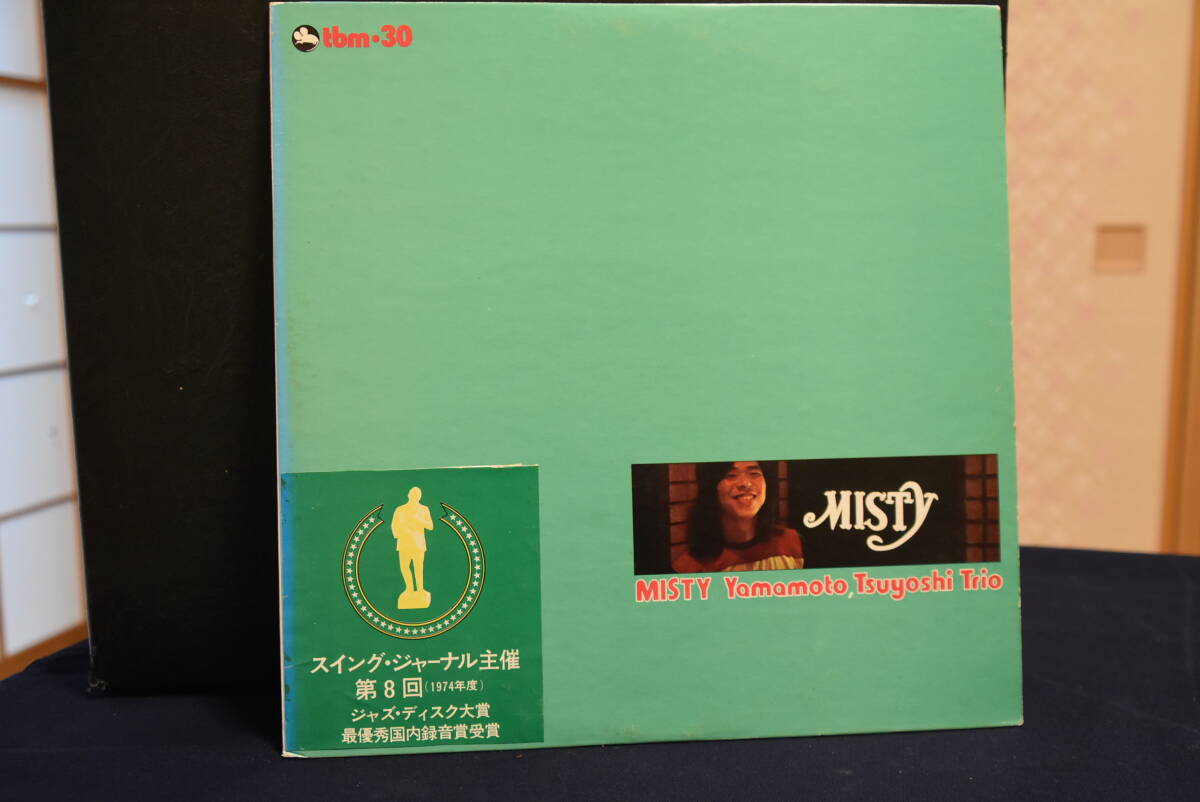 tbm•30
MISTY
MISTY Yamamoto,Tsuyoshi Trio
スイング・ジャーナル主催
第8回(1974年度)
ジャズ・ディスク大賞
最優秀国内録音賞受賞